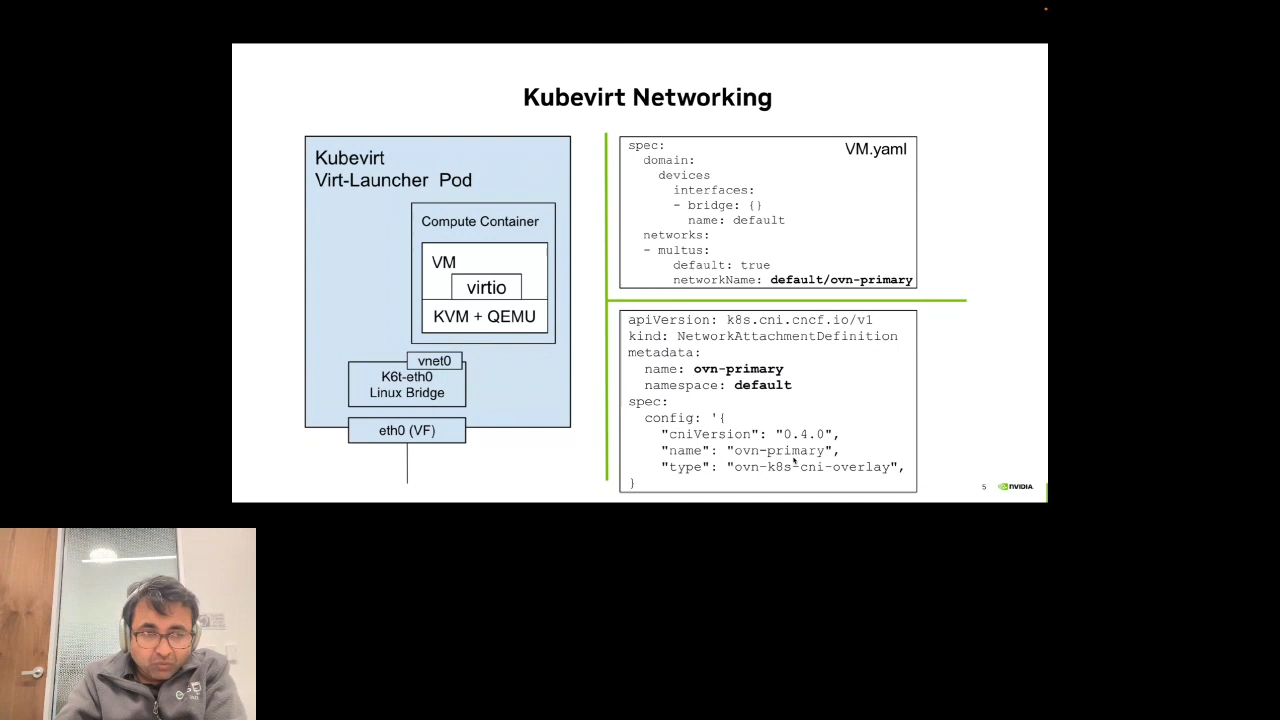 Kubevirt Networking
Kubevirt
Virt-Launcher Pod
Compute Container
VM
virtio
KVM + QEMU
vnet0
K6t-eth0
Linux Bridge
eth0 (VF)
VM.yaml
spec:
domain:
devices
interfaces:
- bridge: {}
name: default
networks:
- multus:
default: true
networkName: default/ovn-primary
apiVersion: k8s.cni.cncf.io/v1
kind: NetworkAttachmentDefinition
metadata:
name: ovn-primary
namespace: default
spec:
config: '{
"cniVersion": "0.4.0",
"name": "ovn-primary",
"type": "ovn-k8s-cni-overlay",
}
5
NVIDIA.